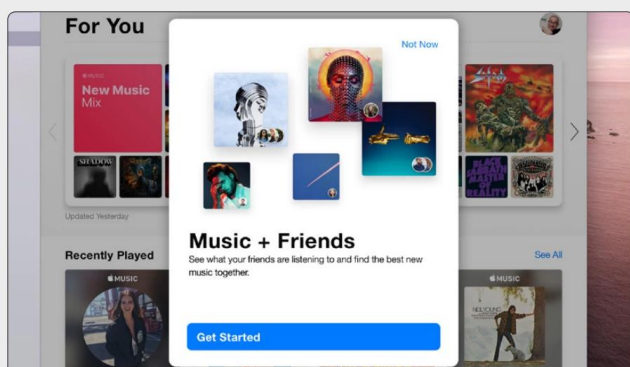 For You
Not Now
MUSIC
New Music
Mix
SHADOW
BLACK
SABBATH
MASTER
OF
REALITY
Updated Yesterday
Music + Friends
See what your friends are listening to and find the best new
music together.
Recently Played
See All
MUSIC
MUSIC
NEIL YOUNG
Get Started